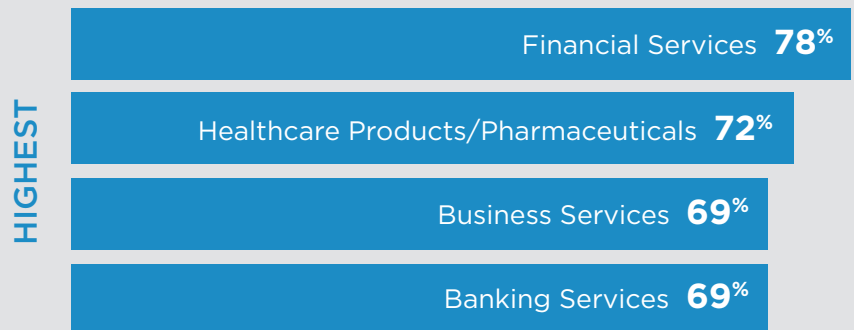 HIGHEST
Financial Services 78%
Healthcare Products/Pharmaceuticals 72%
Business Services 69%
Banking Services 69%